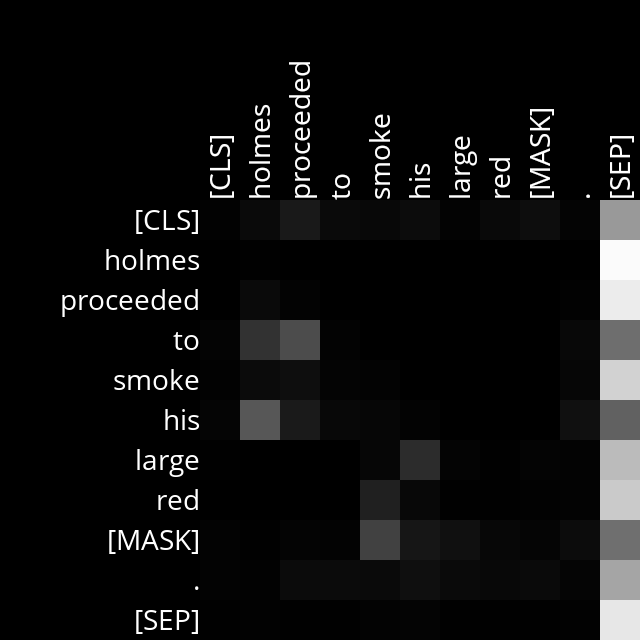 [CLS]
holmes
proceeded
to
smoke
his
large
red
[MASK]
.
[SEP]
[CLS]
holmes
proceeded
to
smoke
his
large
red
[MASK]
.
[SEP]